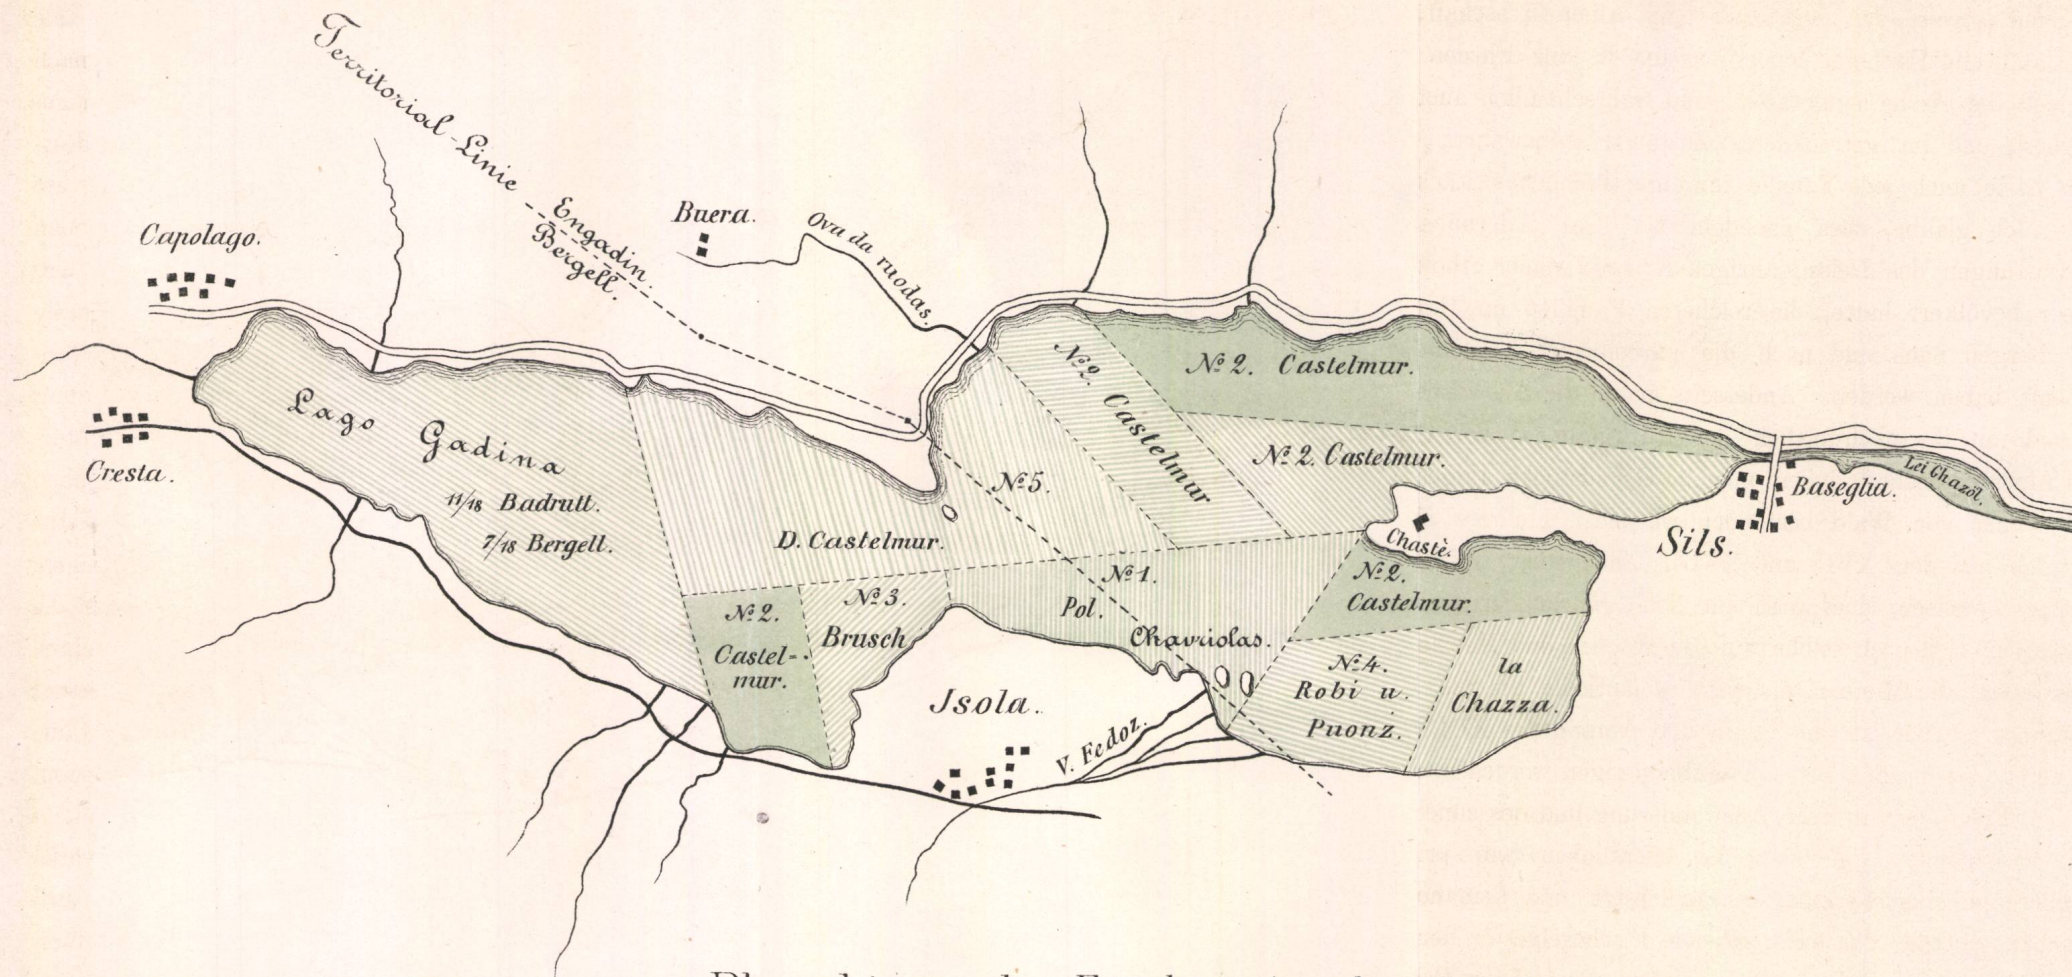 Territorial-Linie
Engadin.
Bergell.
Capolago.
Buera.
Ova da ruodas.
Cresta.
Lago Gadina
11/18 Badrutt.
7/18 Bergell.
D. Castelmur.
No 5.
No 2. Castelmur
No 2. Castelmur.
No 2. Castelmur.
Chastè.
Baseglia.
Lei Ghazöl.
Sils.
No 2.
Castel-
mur.
No 3.
Brusch
No 1.
Pol.
Chaviolas.
No 2.
Castelmur.
No 4.
Robi u.
Puonz.
la
Chazza.
Jsola.
V. Fedoz.